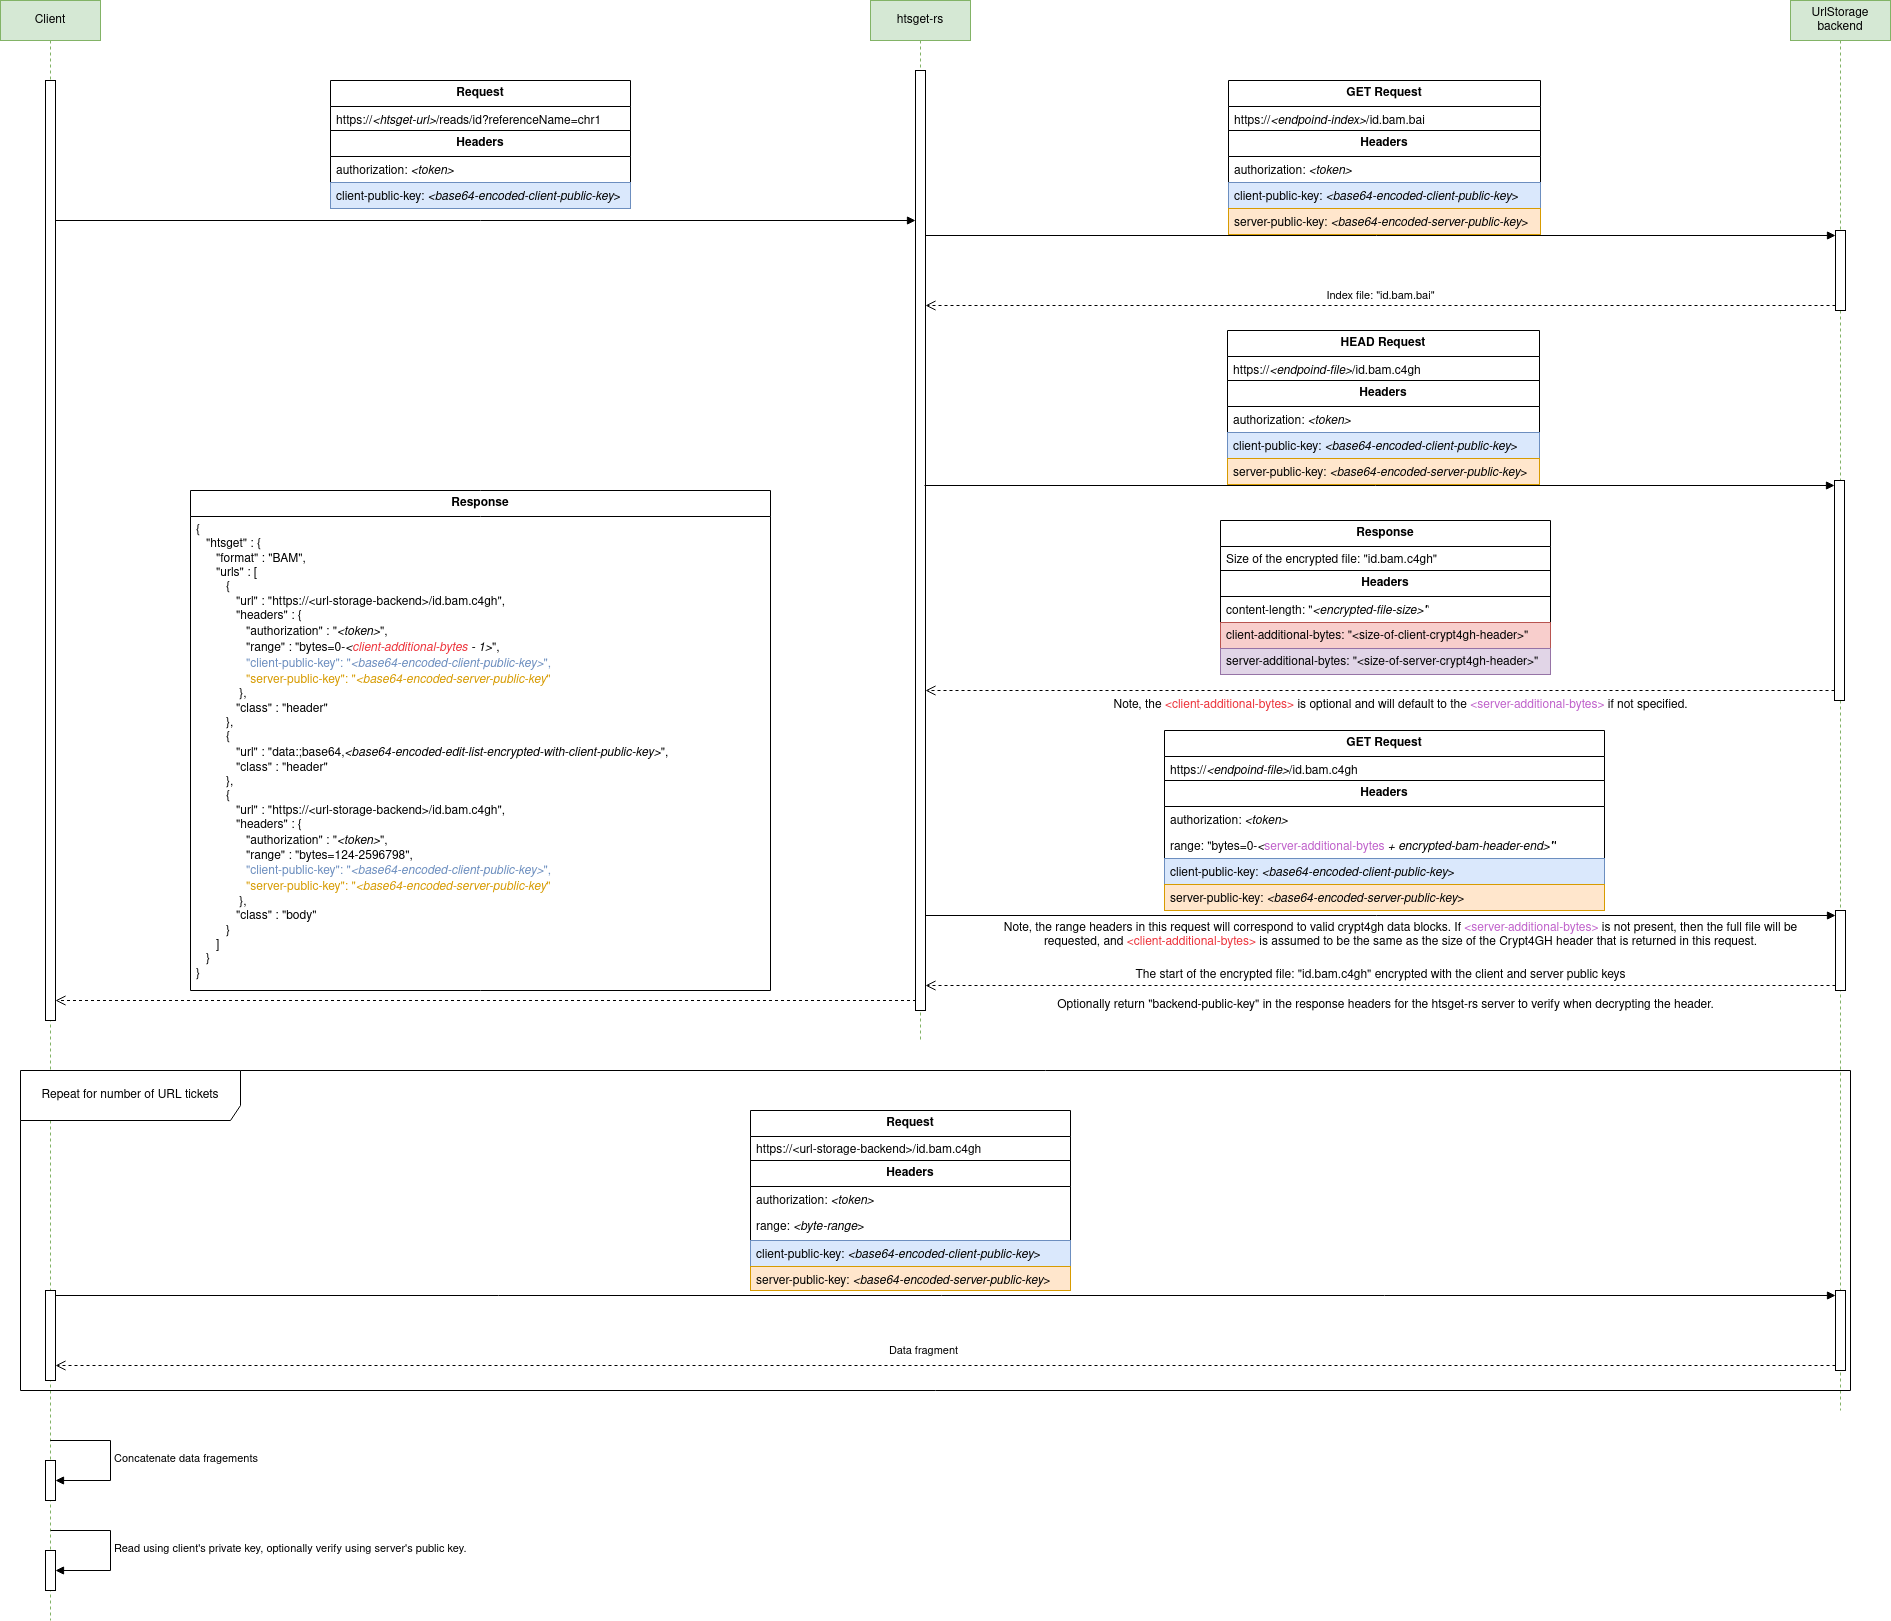 Client
htsget-rs
UrlStorage
backend
Request
https://<htsget-url>/reads/id?referenceName=chr1
Headers
authorization: <token>
client-public-key: <base64-encoded-client-public-key>
GET Request
https://<endpoind-index>/id.bam.bai
Headers
authorization: <token>
client-public-key: <base64-encoded-client-public-key>
server-public-key: <base64-encoded-server-public-key>
Index file: "id.bam.bai"
HEAD Request
https://<endpoind-file>/id.bam.c4gh
Headers
authorization: <token>
client-public-key: <base64-encoded-client-public-key>
server-public-key: <base64-encoded-server-public-key>
Response
Size of the encrypted file: "id.bam.c4gh"
Headers
content-length: "<encrypted-file-size>"
client-additional-bytes: "<size-of-client-crypt4gh-header>"
server-additional-bytes: "<size-of-server-crypt4gh-header>"
Note, the <client-additional-bytes> is optional and will default to the <server-additional-bytes> if not specified.
GET Request
https://<endpoind-file>/id.bam.c4gh
Headers
authorization: <token>
range: "bytes=0-<server-additional-bytes + encrypted-bam-header-end>"
client-public-key: <base64-encoded-client-public-key>
server-public-key: <base64-encoded-server-public-key>
Note, the range headers in this request will correspond to valid crypt4gh data blocks. If <server-additional-bytes> is not present, then the full file will be
requested, and <client-additional-bytes> is assumed to be the same as the size of the Crypt4GH header that is returned in this request.
The start of the encrypted file: "id.bam.c4gh" encrypted with the client and server public keys
Optionally return "backend-public-key" in the response headers for the htsget-rs server to verify when decrypting the header.
Response
{
"htsget" : {
"format" : "BAM",
"urls" : [
{
"url" : "https://<url-storage-backend>/id.bam.c4gh",
"headers" : {
"authorization" : "<token>",
"range" : "bytes=0-<client-additional-bytes - 1>",
"client-public-key": "<base64-encoded-client-public-key>",
"server-public-key": "<base64-encoded-server-public-key"
},
"class" : "header"
},
{
"url" : "data:;base64,<base64-encoded-edit-list-encrypted-with-client-public-key>",
"class" : "header"
},
{
"url" : "https://<url-storage-backend>/id.bam.c4gh",
"headers" : {
"authorization" : "<token>",
"range" : "bytes=124-2596798",
"client-public-key": "<base64-encoded-client-public-key>",
"server-public-key": "<base64-encoded-server-public-key"
},
"class" : "body"
}
]
}
}
Repeat for number of URL tickets
Request
https://<url-storage-backend>/id.bam.c4gh
Headers
authorization: <token>
range: <byte-range>
client-public-key: <base64-encoded-client-public-key>
server-public-key: <base64-encoded-server-public-key>
Data fragment
Concatenate data fragements
Read using client's private key, optionally verify using server's public key.